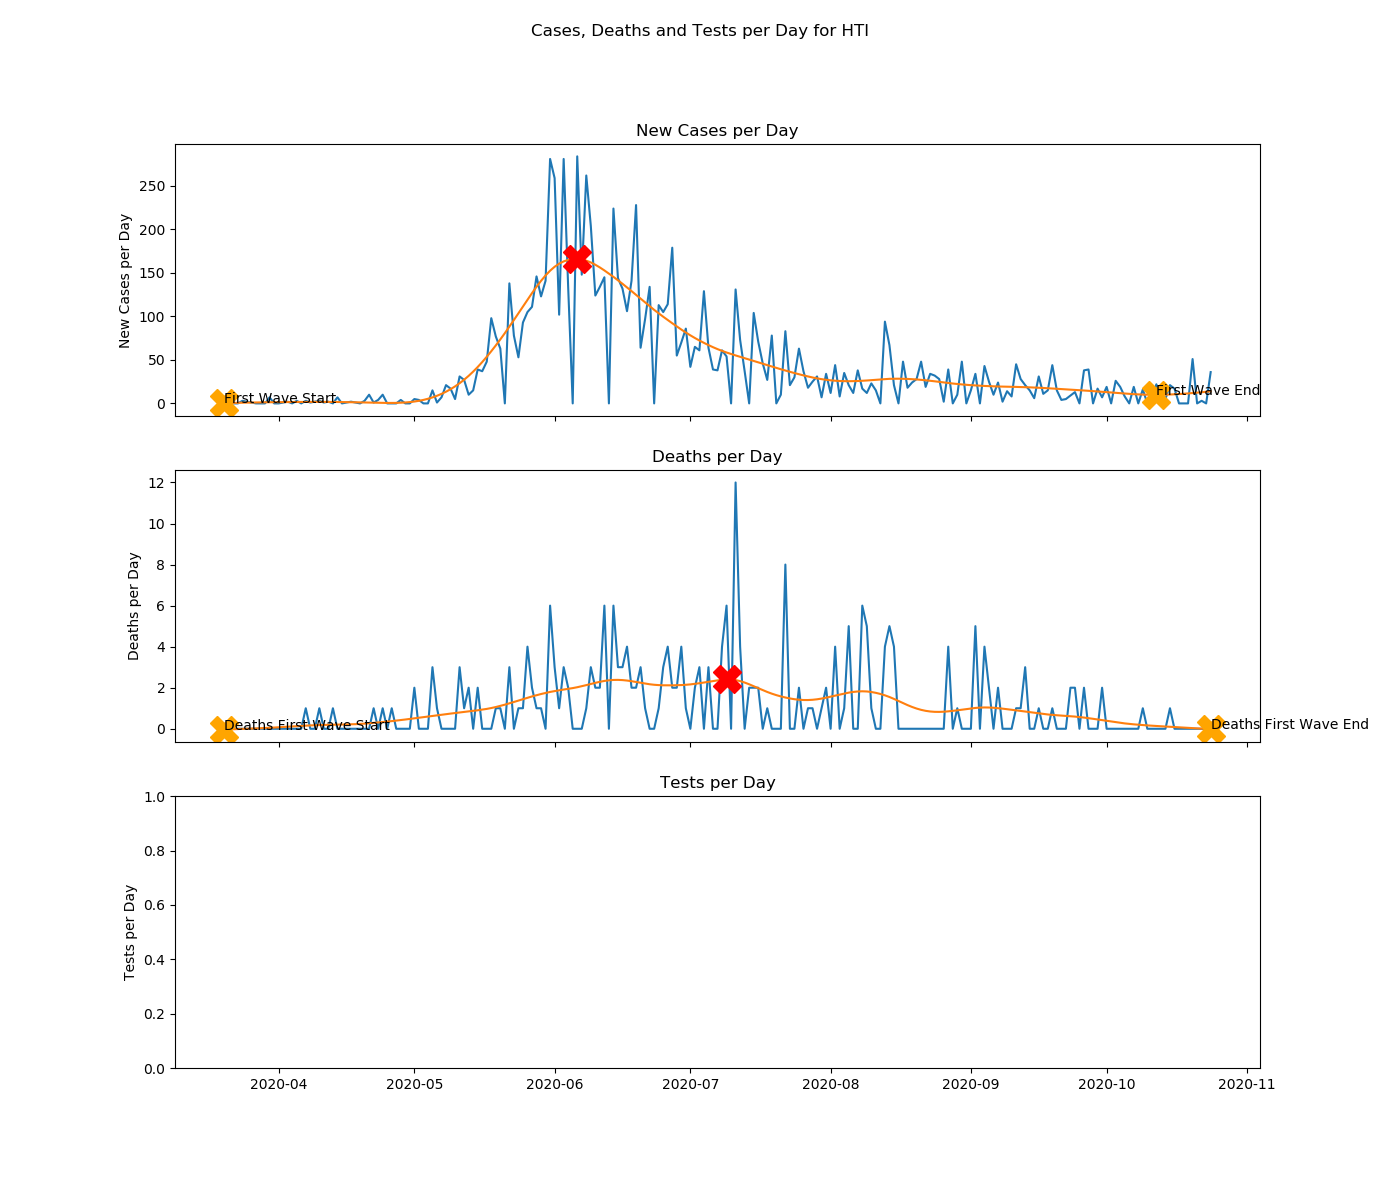 Cases, Deaths and Tests per Day for HTI
New Cases per Day
New Cases per Day
250
200
150
100
50
0
First Wave Start
First Wave End
Deaths per Day
Deaths per Day
12
10
8
6
4
2
0
Deaths First Wave Start
Deaths First Wave End
Tests per Day
Tests per Day
1.0
0.8
0.6
0.4
0.2
0.0
2020-04 2020-05 2020-06 2020-07 2020-08 2020-09 2020-10 2020-11